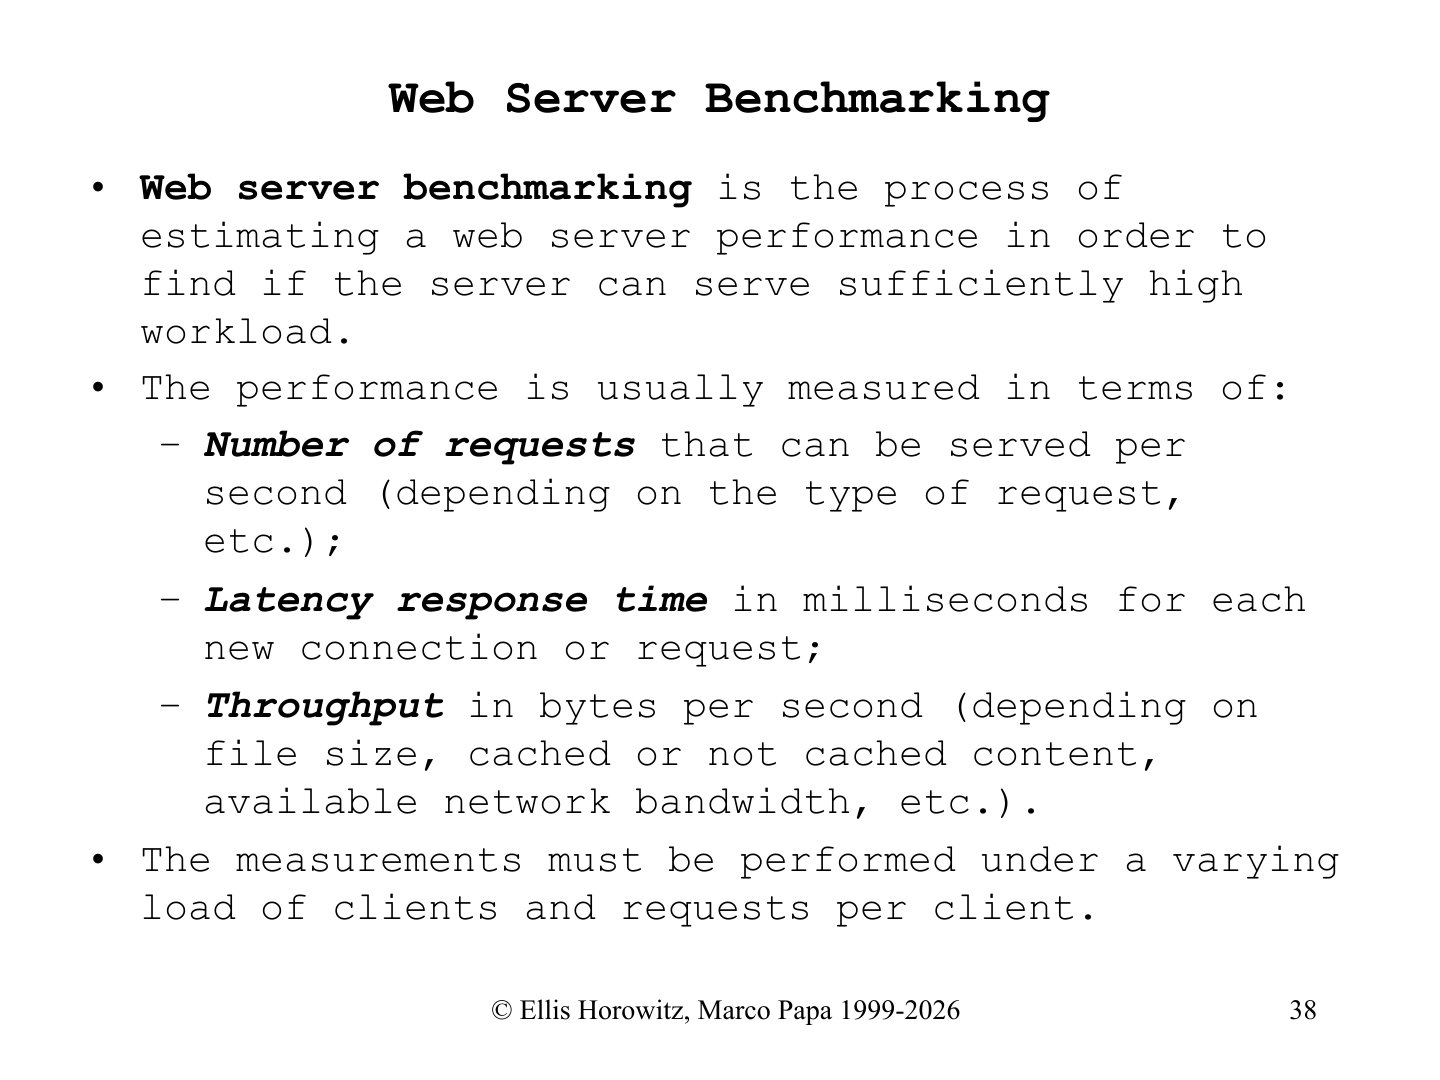 Web Server Benchmarking
• Web server benchmarking is the process of
estimating a web server performance in order to
find if the server can serve sufficiently high
workload.
• The performance is usually measured in terms of:
– Number of requests that can be served per
second (depending on the type of request,
etc.);
– Latency response time in milliseconds for each
new connection or request;
– Throughput in bytes per second (depending on
file size, cached or not cached content,
available network bandwidth, etc.).
• The measurements must be performed under a varying
load of clients and requests per client.
© Ellis Horowitz, Marco Papa 1999-2026 38